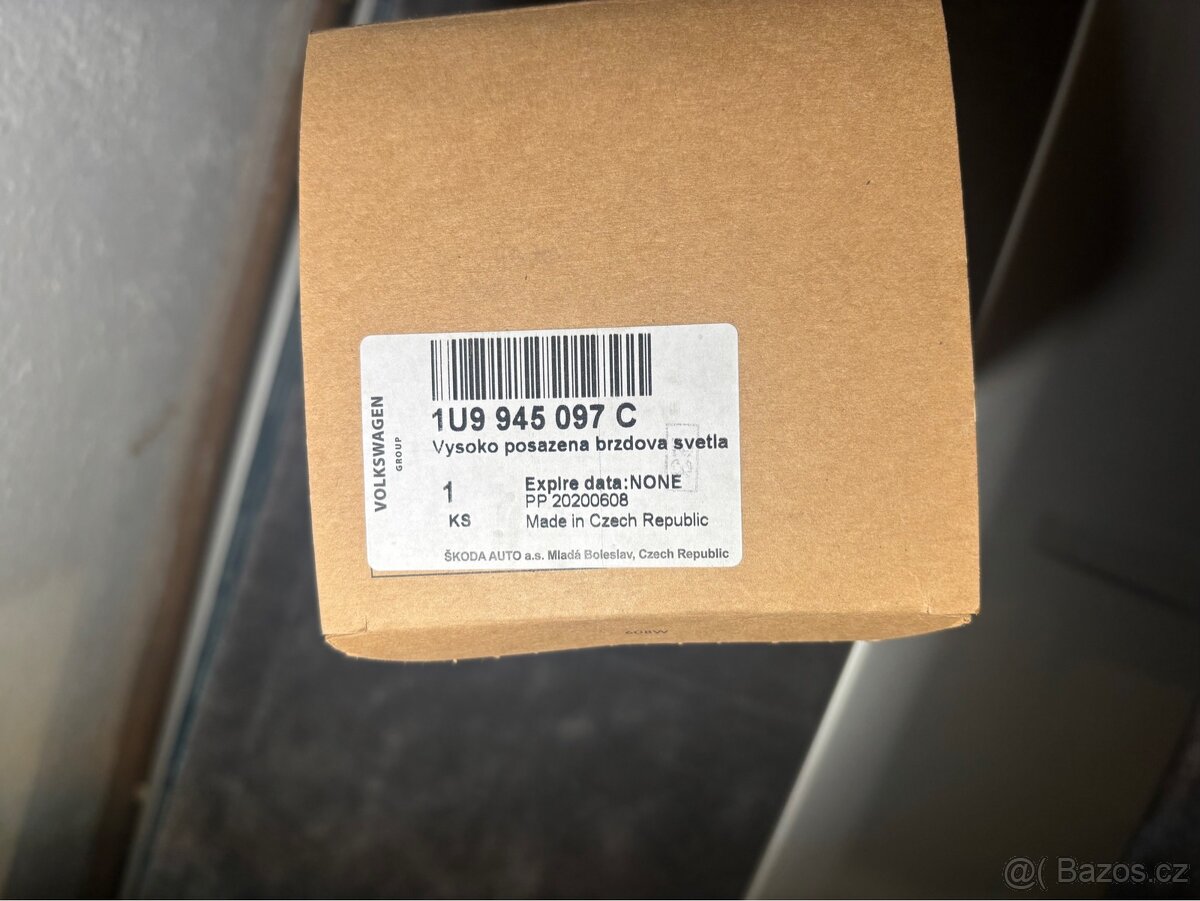 VOLKSWAGEN
GROUP
1U9 945 097 C
Vysoko posazena brzdova svetla
1
KS
Expire data:NONE
PP 20200608
Made in Czech Republic
ŠKODA AUTO a.s. Mladá Boleslav, Czech Republic
@( Bazos.cz